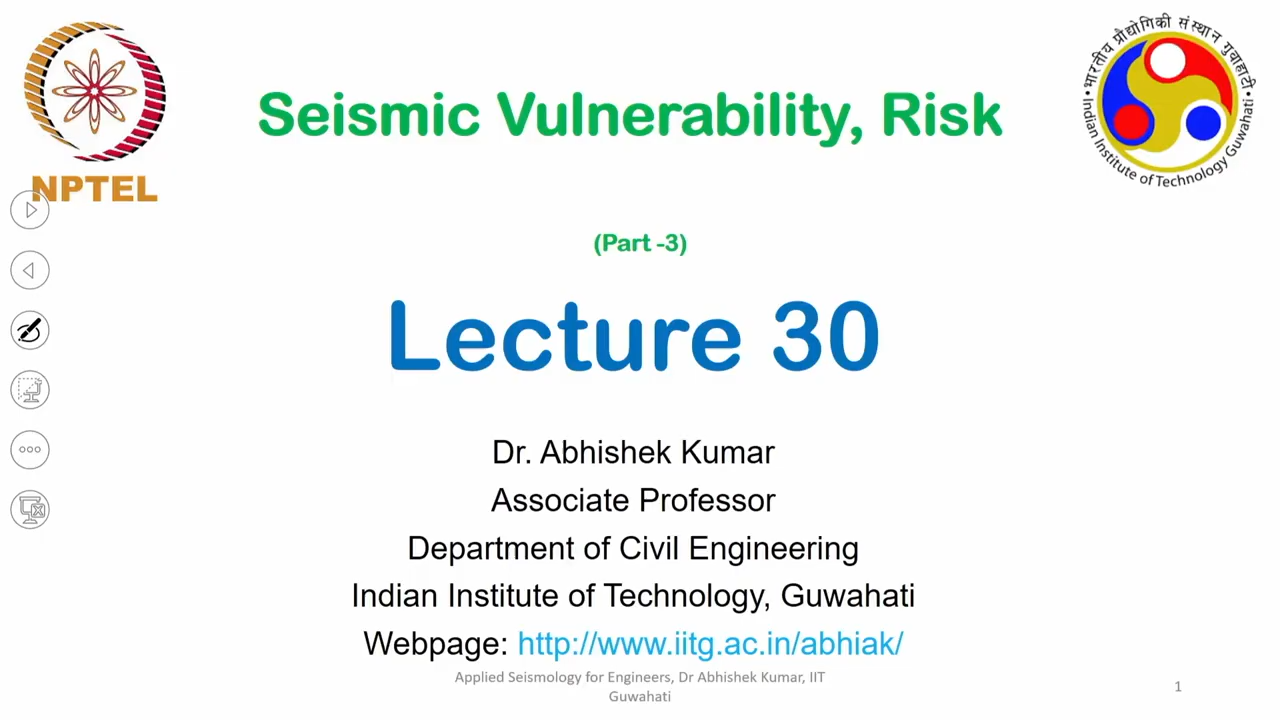 Seismic Vulnerability, Risk
NPTEL
भारतीय प्रौद्योगिकी संस्थान गुवाहाटी
Indian Institute of Technology Guwahati
(Part -3)
Lecture 30
Dr. Abhishek Kumar
Associate Professor
Department of Civil Engineering
Indian Institute of Technology, Guwahati
Webpage: http://www.iitg.ac.in/abhiak/
Applied Seismology for Engineers, Dr Abhishek Kumar, IIT
Guwahati
1